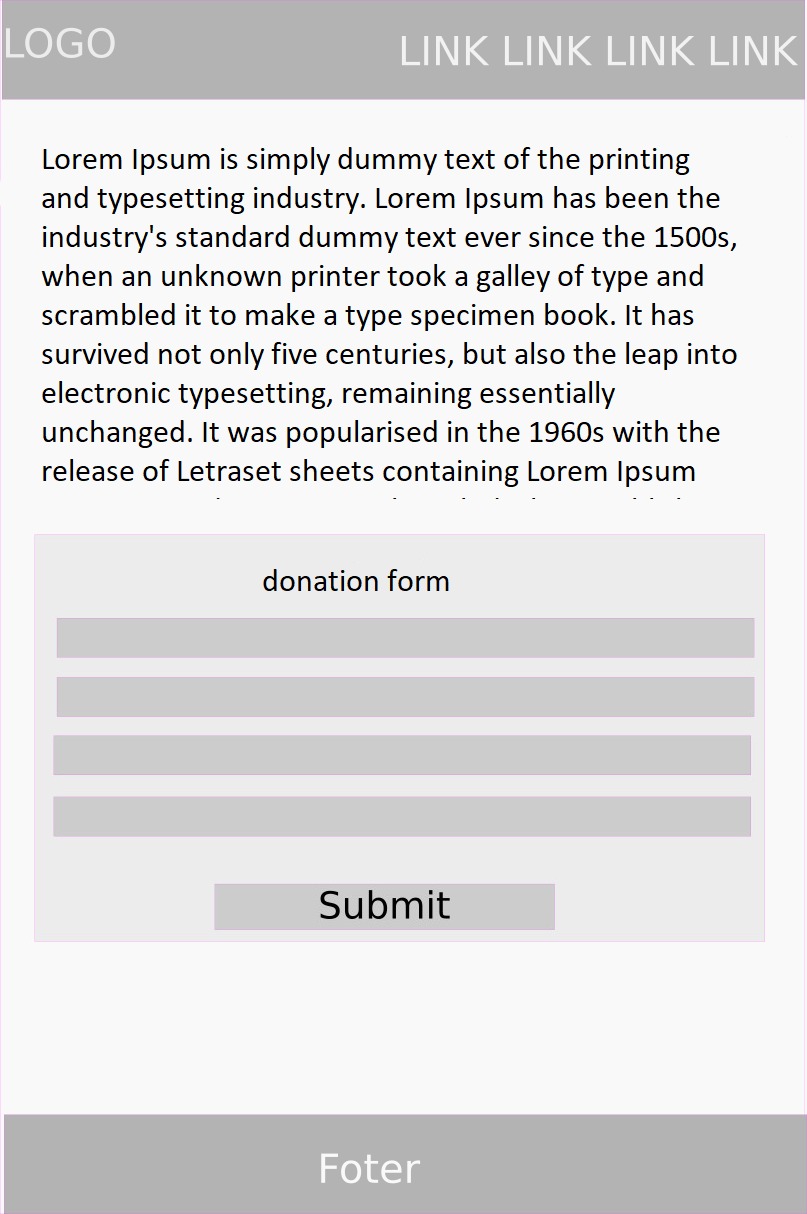 LOGO
LINK LINK LINK LINK
Lorem Ipsum is simply dummy text of the printing
and typesetting industry. Lorem Ipsum has been the
industry's standard dummy text ever since the 1500s,
when an unknown printer took a galley of type and
scrambled it to make a type specimen book. It has
survived not only five centuries, but also the leap into
electronic typesetting, remaining essentially
unchanged. It was popularised in the 1960s with the
release of Letraset sheets containing Lorem Ipsum
donation form
Submit
Foter